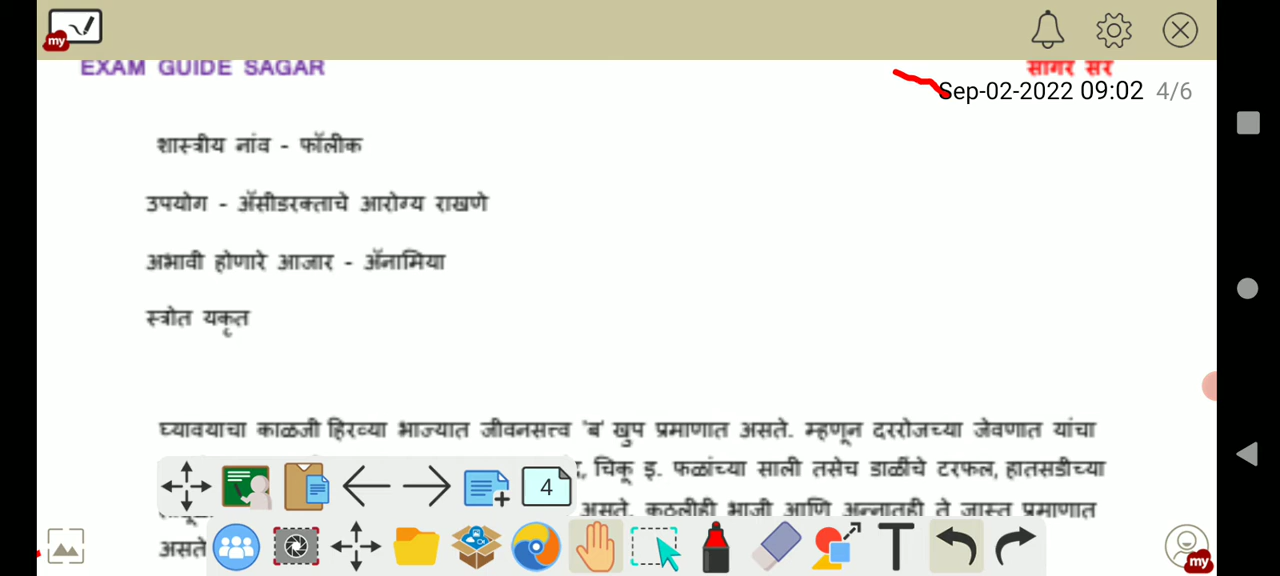 my
EXAM GUIDE SAGAR
सागर सर
Sep-02-2022 09:02 4/6
शास्त्रीय नांव - फॉलीक
उपयोग - ॲसीडरक्ताचे आरोग्य राखणे
अभावी होणारे आजार - ॲनामिया
स्त्रोत यकृत
घ्यावयाचा काळजी हिरव्या भाज्यात जीवनसत्त्व 'ब' खुप प्रमाणात असते. म्हणून दररोजच्या जेवणात यांचा
चिकू इ. फळांच्या साली तसेच डाळींचे टरफल, हातसडीच्या
4
असते. कठलीही भाजी आणि अन्नातही ते जास्त प्रमाणात
असते
T
my